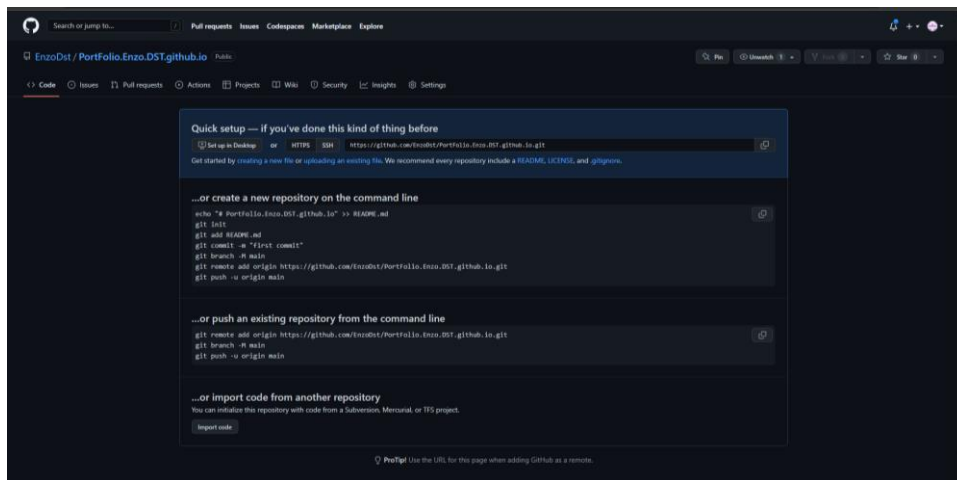 Search or jump to... /
Pull requests Issues Codespaces Marketplace Explore
EnzoDst / PortFolio.Enzo.DST.github.io Public
Pin Unwatch 1 Fork 0 Star 0
Code Issues Pull requests Actions Projects Wiki Security Insights Settings
Quick setup — if you've done this kind of thing before
Set up in Desktop or HTTPS SSH https://github.com/EnzoDst/PortFolio.Enzo.DST.github.io.git
Get started by creating a new file or uploading an existing file. We recommend every repository include a README, LICENSE, and .gitignore.
...or create a new repository on the command line
echo "# PortFolio.Enzo.DST.github.io" >> README.md
git init
git add README.md
git commit -m "first commit"
git branch -M main
git remote add origin https://github.com/EnzoDst/PortFolio.Enzo.DST.github.io.git
git push -u origin main
...or push an existing repository from the command line
git remote add origin https://github.com/EnzoDst/PortFolio.Enzo.DST.github.io.git
git branch -M main
git push -u origin main
...or import code from another repository
You can initialize this repository with code from a Subversion, Mercurial, or TFS project.
Import code
ProTip! Use the URL for this page when adding GitHub as a remote.